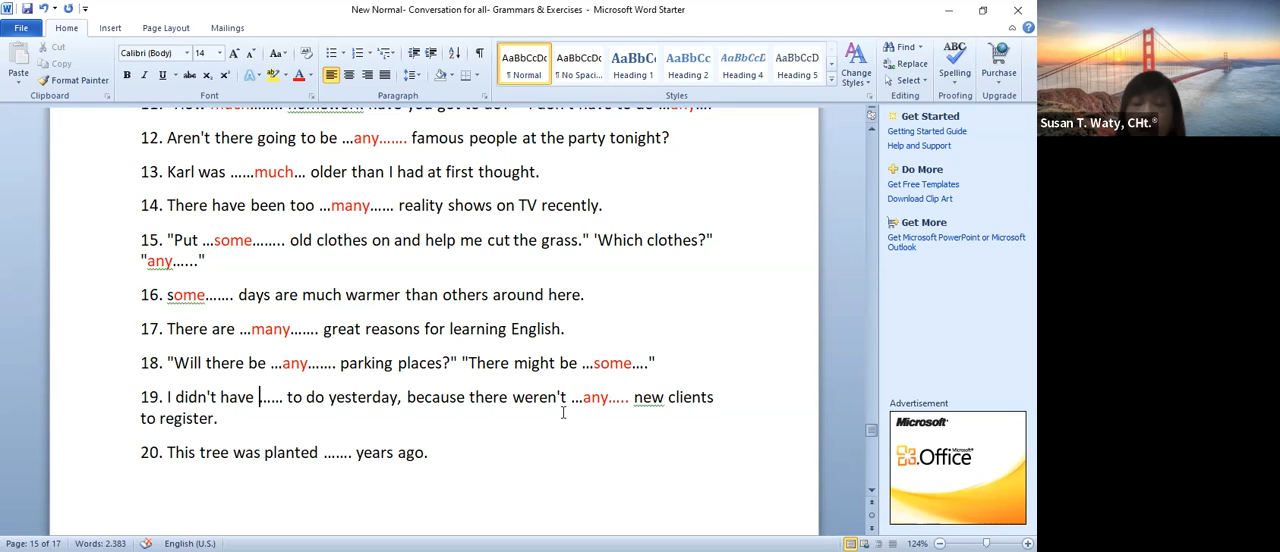 New Normal- Conversation for all- Grammars & Exercises - Microsoft Word Starter
File Home Insert Page Layout Mailings
Paste
Cut
Copy
Format Painter
Clipboard
Calibri (Body) 14
Font
Paragraph
AaBbCcDc
¶ Normal
AaBbCcDc
¶ No Spaci...
AaBbCc
Heading 1
AaBbCc
Heading 2
AaBbCcD
Heading 4
AaBbCcD
Heading 5
Styles
Change Styles
Find
Replace
Select
Editing
Spelling
Proofing
Purchase
Upgrade
12. Aren't there going to be ...any....... famous people at the party tonight?
13. Karl was ......much... older than I had at first thought.
14. There have been too ...many...... reality shows on TV recently.
15. "Put ...some........ old clothes on and help me cut the grass." 'Which clothes?"
"any......"
16. some....... days are much warmer than others around here.
17. There are ...many....... great reasons for learning English.
18. "Will there be ...any....... parking places?" "There might be ...some...."
19. I didn't have ...... to do yesterday, because there weren't ...any..... new clients
to register.
20. This tree was planted ....... years ago.
Get Started
Getting Started Guide
Help and Support
Do More
Get Free Templates
Download Clip Art
Get More
Get Microsoft PowerPoint or Microsoft
Outlook
Advertisement
Microsoft
Microsoft
Office
Page: 15 of 17 Words: 2.383 English (U.S.) 124%
Susan T. Waty, CHt.®